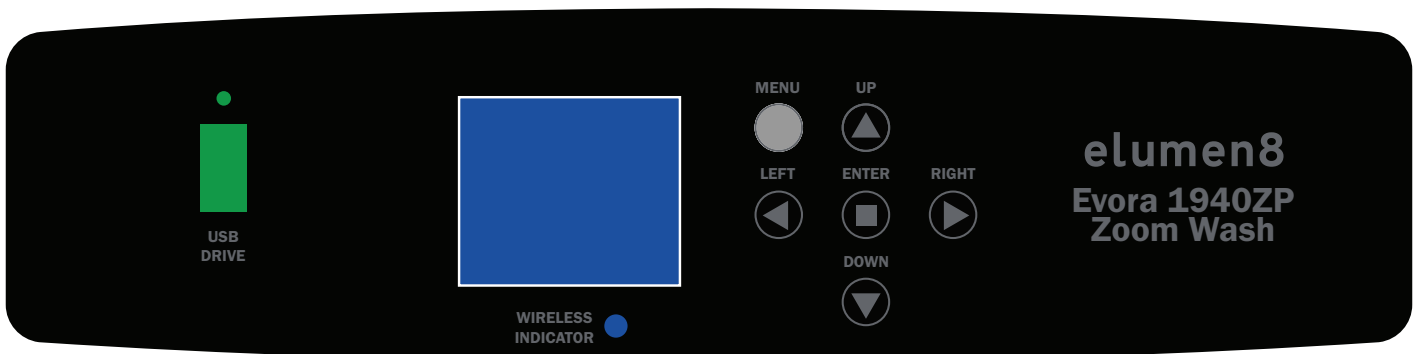 MENU
UP
LEFT
ENTER
RIGHT
DOWN
USB
DRIVE
WIRELESS
INDICATOR
elumen8
Evora 1940ZP
Zoom Wash